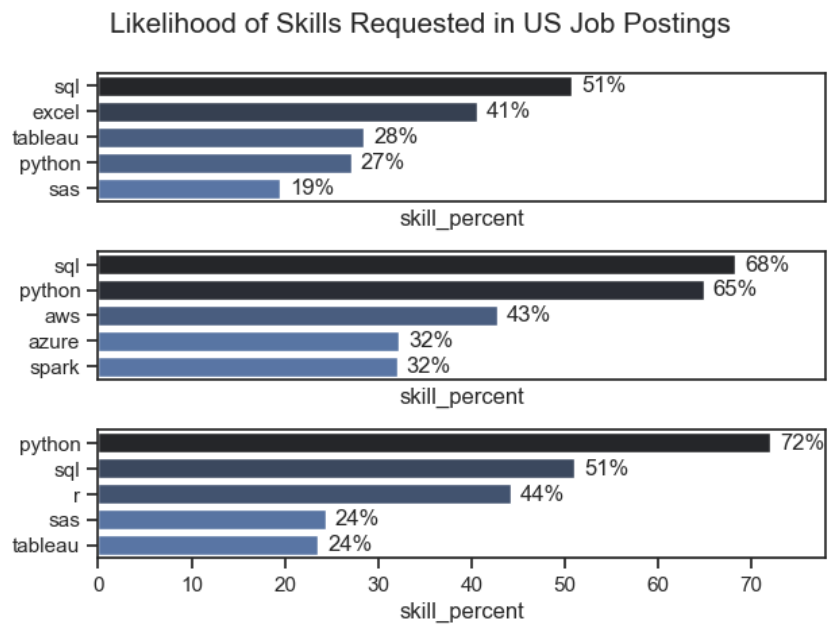 Likelihood of Skills Requested in US Job Postings
sql 51%
excel 41%
tableau 28%
python 27%
sas 19%
skill_percent
sql 68%
python 65%
aws 43%
azure 32%
spark 32%
skill_percent
python 72%
sql 51%
r 44%
sas 24%
tableau 24%
0 10 20 30 40 50 60 70
skill_percent